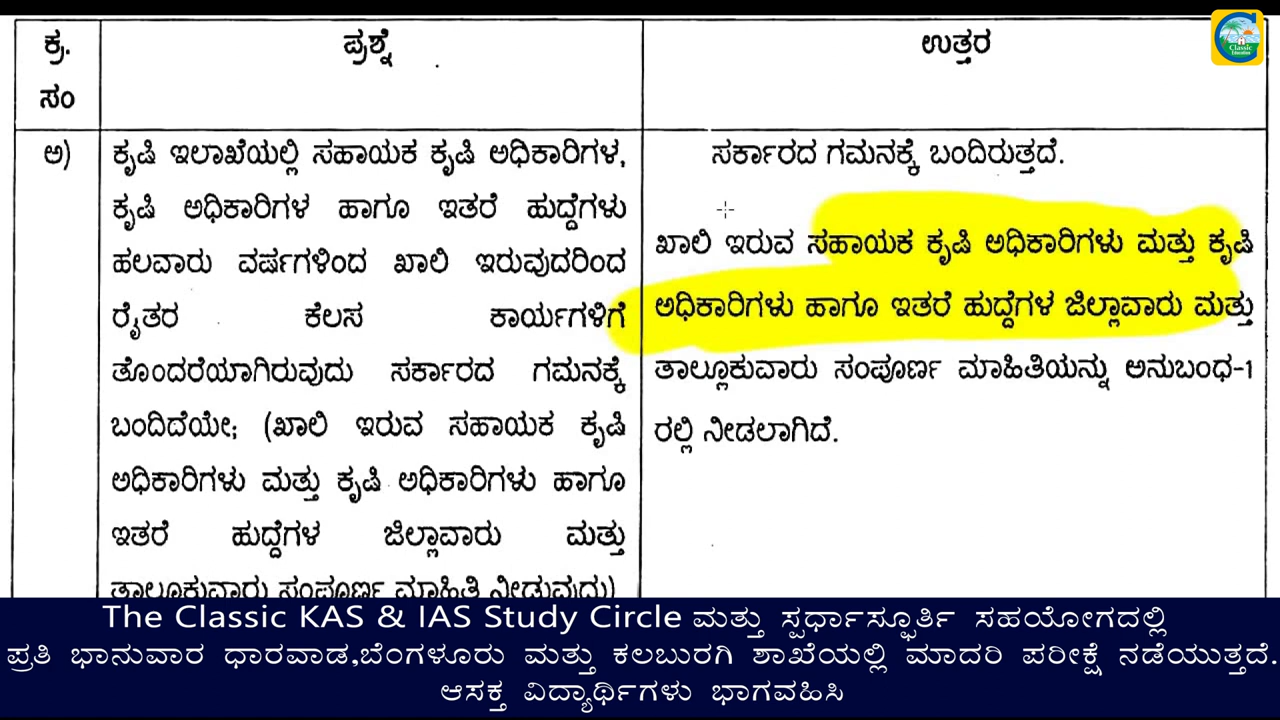 ಕ್ರ.
ಸಂ
ಪ್ರಶ್ನೆ
ಉತ್ತರ
Classic
Education
ಅ)
ಕೃಷಿ ಇಲಾಖೆಯಲ್ಲಿ ಸಹಾಯಕ ಕೃಷಿ ಅಧಿಕಾರಿಗಳ,
ಕೃಷಿ ಅಧಿಕಾರಿಗಳ ಹಾಗೂ ಇತರೆ ಹುದ್ದೆಗಳು
ಹಲವಾರು ವರ್ಷಗಳಿಂದ ಖಾಲಿ ಇರುವುದರಿಂದ
ರೈತರ ಕೆಲಸ ಕಾರ್ಯಗಳಿಗೆ
ತೊಂದರೆಯಾಗಿರುವುದು ಸರ್ಕಾರದ ಗಮನಕ್ಕೆ
ಬಂದಿದೆಯೇ; (ಖಾಲಿ ಇರುವ ಸಹಾಯಕ ಕೃಷಿ
ಅಧಿಕಾರಿಗಳು ಮತ್ತು ಕೃಷಿ ಅಧಿಕಾರಿಗಳು ಹಾಗೂ
ಇತರೆ ಹುದ್ದೆಗಳ ಜಿಲ್ಲಾವಾರು ಮತ್ತು
ತಾಲ್ಲೂಕುವಾರು ಸಂಪೂರ್ಣ ಮಾಹಿತಿ ನೀಡುವುದು)
ಸರ್ಕಾರದ ಗಮನಕ್ಕೆ ಬಂದಿರುತ್ತದೆ.
ಖಾಲಿ ಇರುವ ಸಹಾಯಕ ಕೃಷಿ ಅಧಿಕಾರಿಗಳು ಮತ್ತು ಕೃಷಿ
ಅಧಿಕಾರಿಗಳು ಹಾಗೂ ಇತರೆ ಹುದ್ದೆಗಳ ಜಿಲ್ಲಾವಾರು ಮತ್ತು
ತಾಲ್ಲೂಕುವಾರು ಸಂಪೂರ್ಣ ಮಾಹಿತಿಯನ್ನು ಅನುಬಂಧ-1
ರಲ್ಲಿ ನೀಡಲಾಗಿದೆ.
The Classic KAS & IAS Study Circle ಮತ್ತು ಸ್ಪರ್ಧಾಸ್ಫೂರ್ತಿ ಸಹಯೋಗದಲ್ಲಿ
ಪ್ರತಿ ಭಾನುವಾರ ಧಾರವಾಡ,ಬೆಂಗಳೂರು ಮತ್ತು ಕಲಬುರಗಿ ಶಾಖೆಯಲ್ಲಿ ಮಾದರಿ ಪರೀಕ್ಷೆ ನಡೆಯುತ್ತದೆ.
ಆಸಕ್ತ ವಿದ್ಯಾರ್ಥಿಗಳು ಭಾಗವಹಿಸಿ